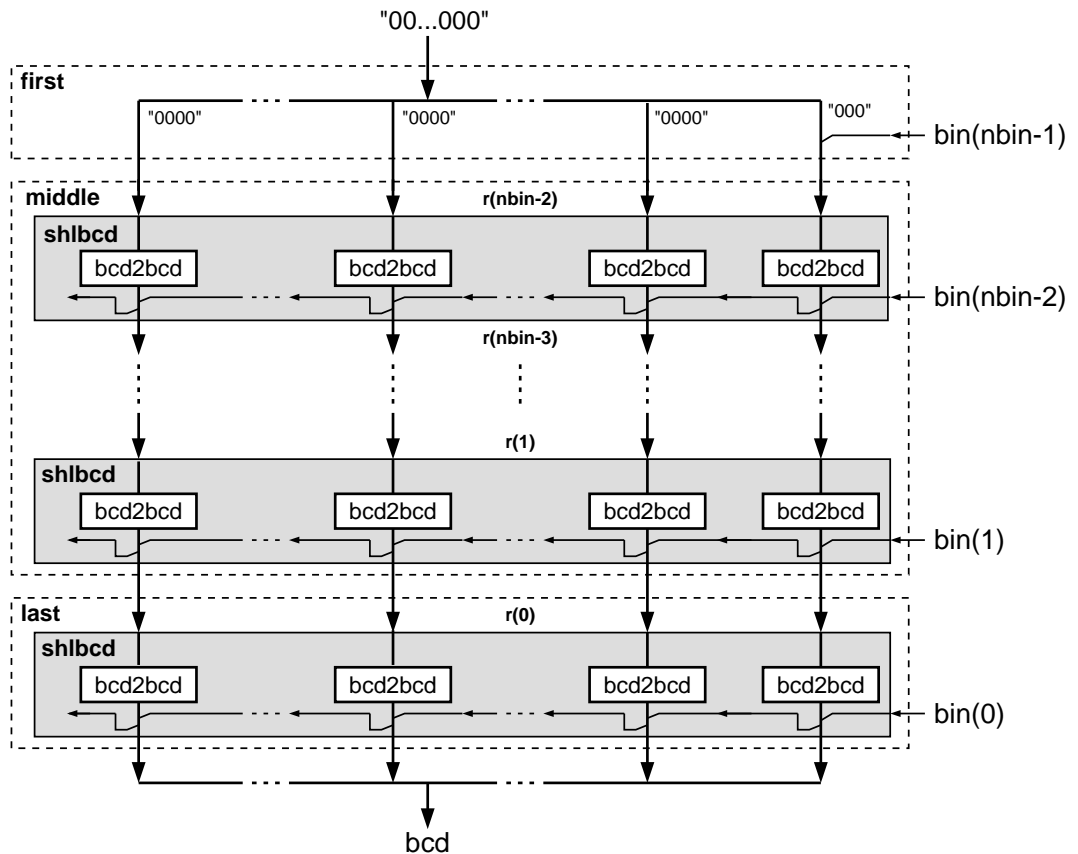 "00...000"
first
"0000" "0000" "0000" "000"
bin(nbin-1)
middle
r(nbin-2)
shlbcd
bcd2bcd bcd2bcd bcd2bcd bcd2bcd
bin(nbin-2)
r(nbin-3)
r(1)
shlbcd
bcd2bcd bcd2bcd bcd2bcd bcd2bcd
bin(1)
last
r(0)
shlbcd
bcd2bcd bcd2bcd bcd2bcd bcd2bcd
bin(0)
bcd